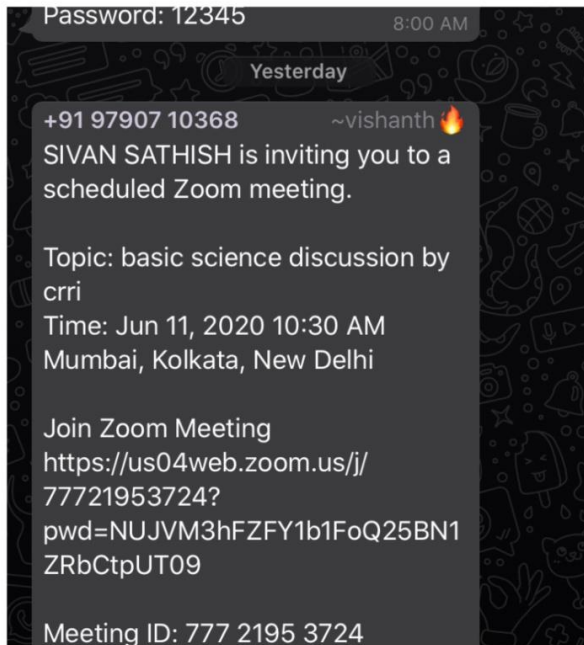 Password: 12345
8:00 AM
Yesterday
+91 97907 10368 ~vishanth🔥
SIVAN SATHISH is inviting you to a
scheduled Zoom meeting.
Topic: basic science discussion by
crri
Time: Jun 11, 2020 10:30 AM
Mumbai, Kolkata, New Delhi
Join Zoom Meeting
https://us04web.zoom.us/j/
77721953724?
pwd=NUJVM3hFZFY1b1FoQ25BN1
ZRbCtpUT09
Meeting ID: 777 2195 3724